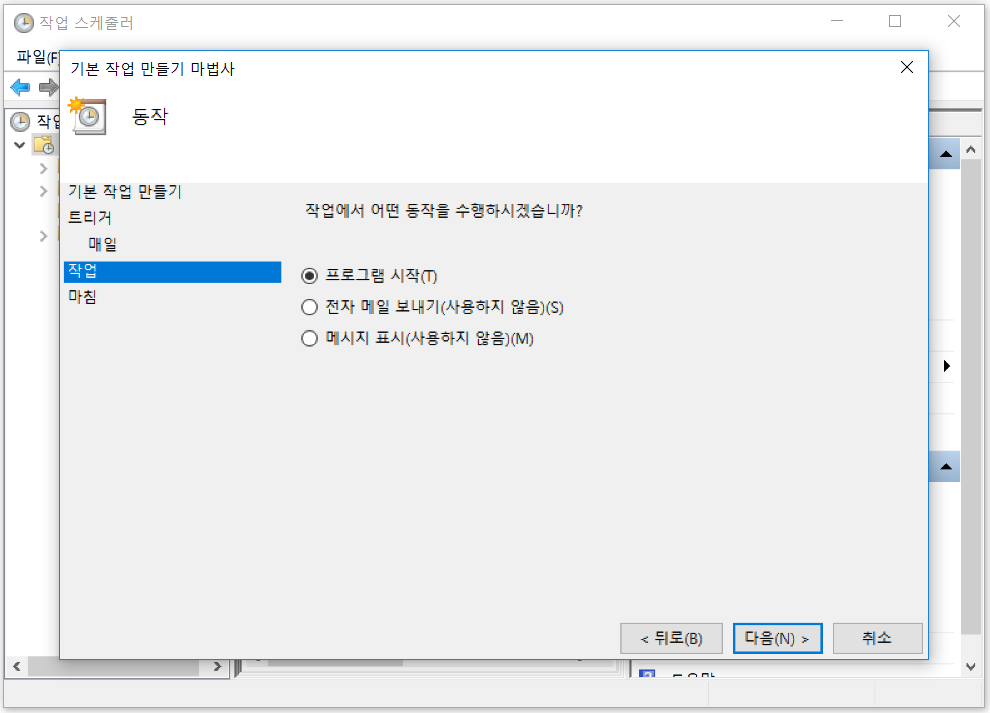 작업 스케줄러
파일(F
기본 작업 만들기 마법사
동작
작업
기본 작업 만들기
트리거
매일
작업
마침
작업에서 어떤 동작을 수행하시겠습니까?
프로그램 시작(T)
전자 메일 보내기(사용하지 않음)(S)
메시지 표시(사용하지 않음)(M)
< 뒤로(B)
다음(N) >
취소